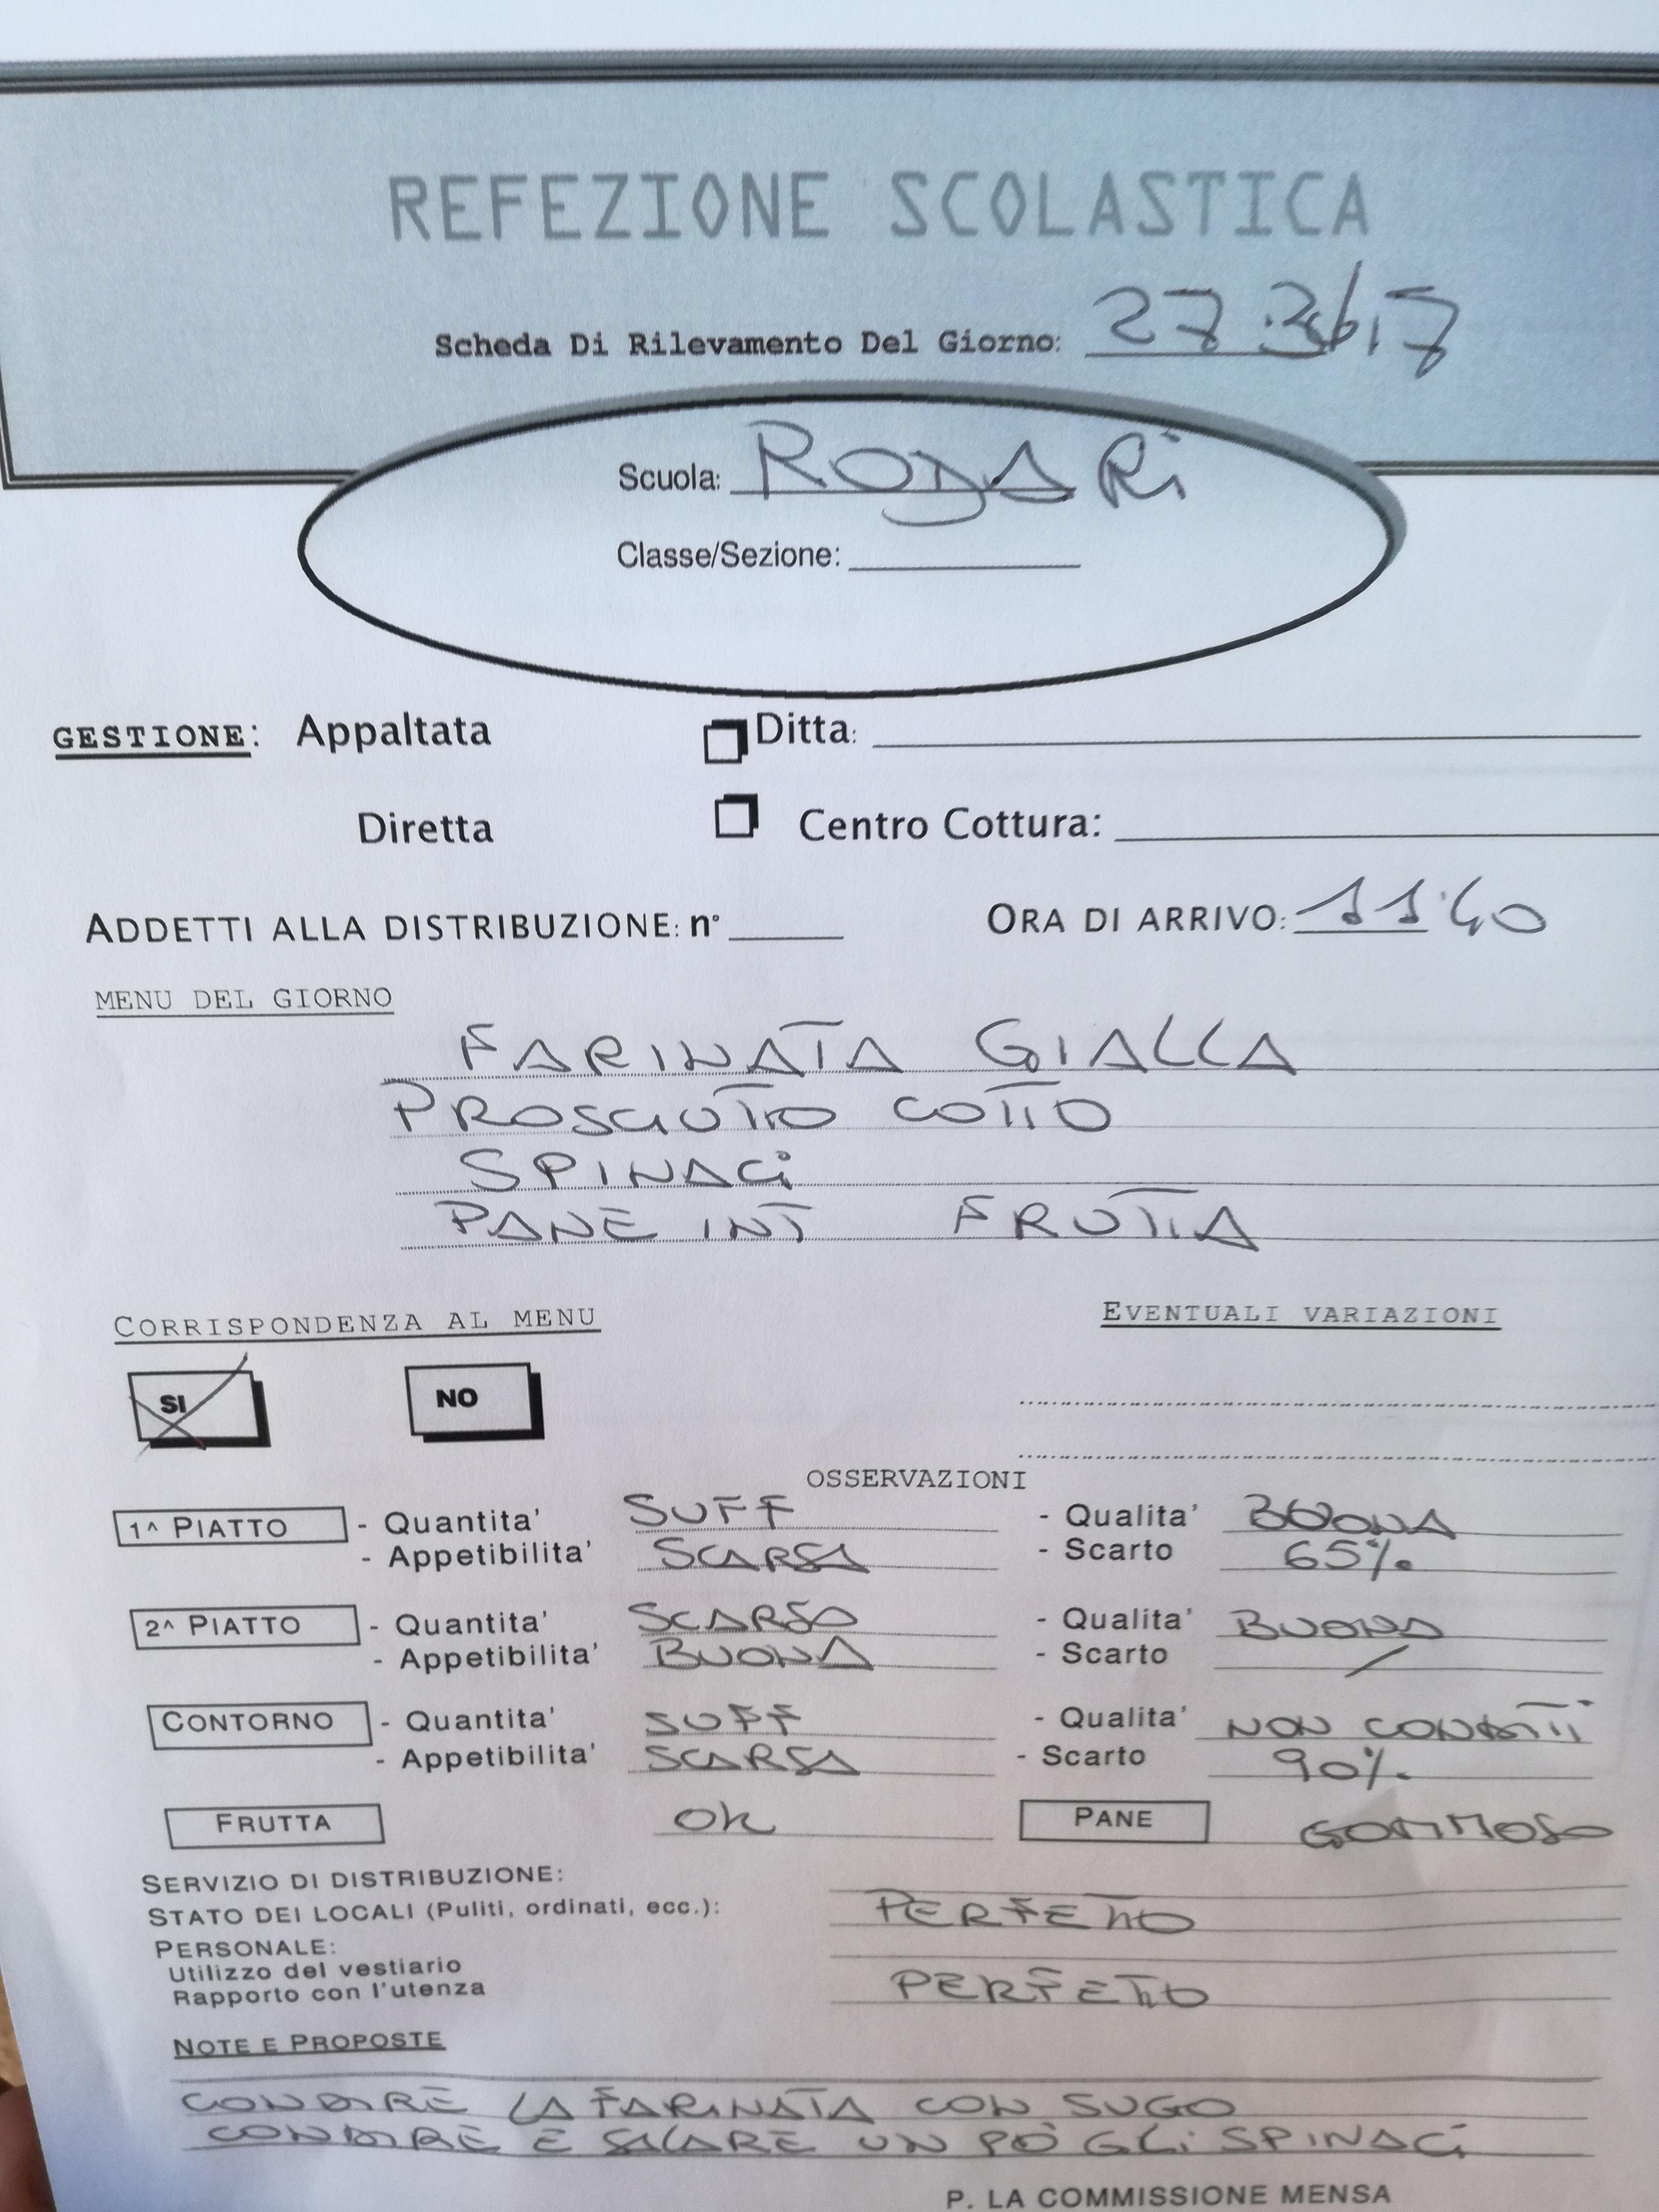 REFEZIONE SCOLASTICA
Scheda Di Rilevamento Del Giorno: 27
Scuola: RODARi
Classe/Sezione:
GESTIONE: Appaltata Ditta:
Diretta Centro Cottura:
ADDETTI ALLA DISTRIBUZIONE: n° ORA DI ARRIVO: 11:40
MENU DEL GIORNO
FARINATA GIALLA
PROSCIUTTO COTTO
SPINACi
PANE INT FRUTTA
CORRISPONDENZA AL MENU EVENTUALI VARIAZIONI
SI NO
OSSERVAZIONI
1^ PIATTO - Quantita' SUFF - Qualita' BUONA
- Appetibilita' SCARSA - Scarto 65%
2^ PIATTO - Quantita' SCARSO - Qualita' BUONA
- Appetibilita' BUONA - Scarto /
CONTORNO - Quantita' SUFF - Qualita' NON CONDITI
- Appetibilita' SCARSA - Scarto 90%
FRUTTA OK PANE GOMMOSO
SERVIZIO DI DISTRIBUZIONE:
STATO DEI LOCALI (Puliti, ordinati, ecc.): PERFETTO
PERSONALE:
Utilizzo del vestiario
Rapporto con l'utenza PERFETTO
NOTE E PROPOSTE
CONDIRE LA FARINATA CON SUGO
CONDIRE E SALARE UN PO' GLi SPINACi
P. LA COMMISSIONE MENSA